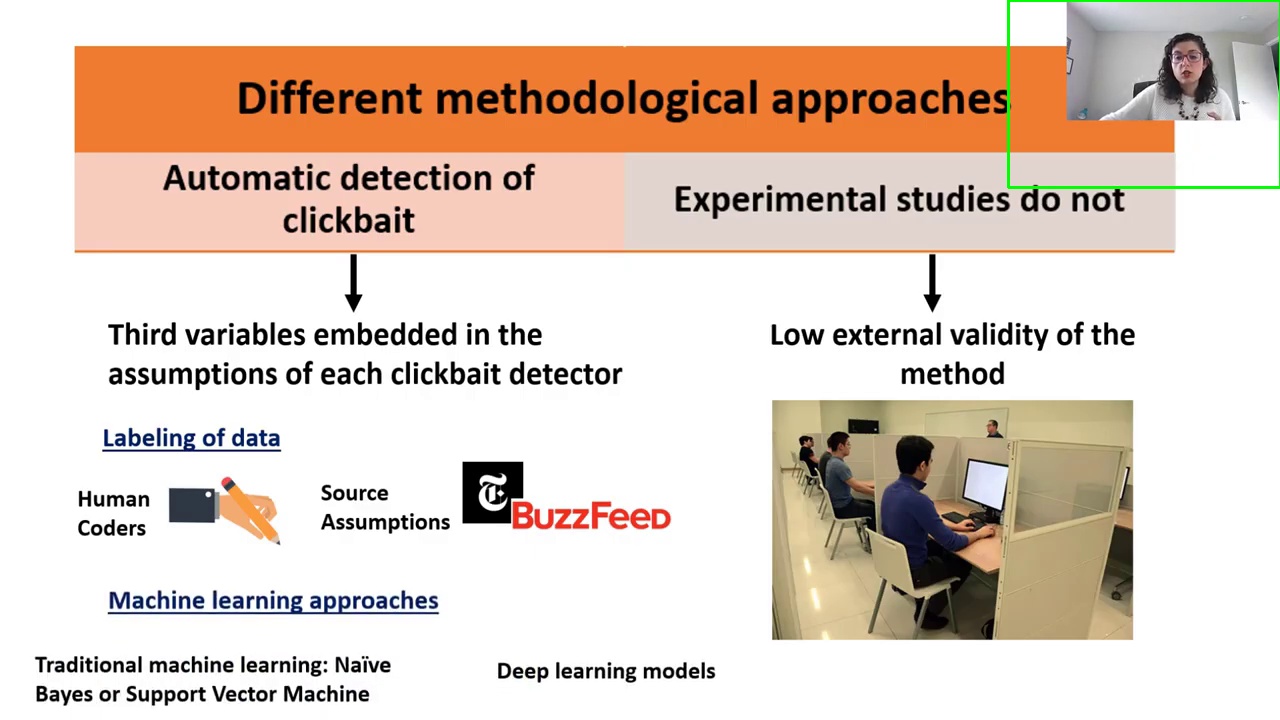 Different methodological approaches
Automatic detection of
clickbait
Experimental studies do not
Third variables embedded in the
assumptions of each clickbait detector
Low external validity of the
method
Labeling of data
Human
Coders
Source
Assumptions
T
BuzzFeed
Machine learning approaches
Traditional machine learning: Naïve
Bayes or Support Vector Machine
Deep learning models